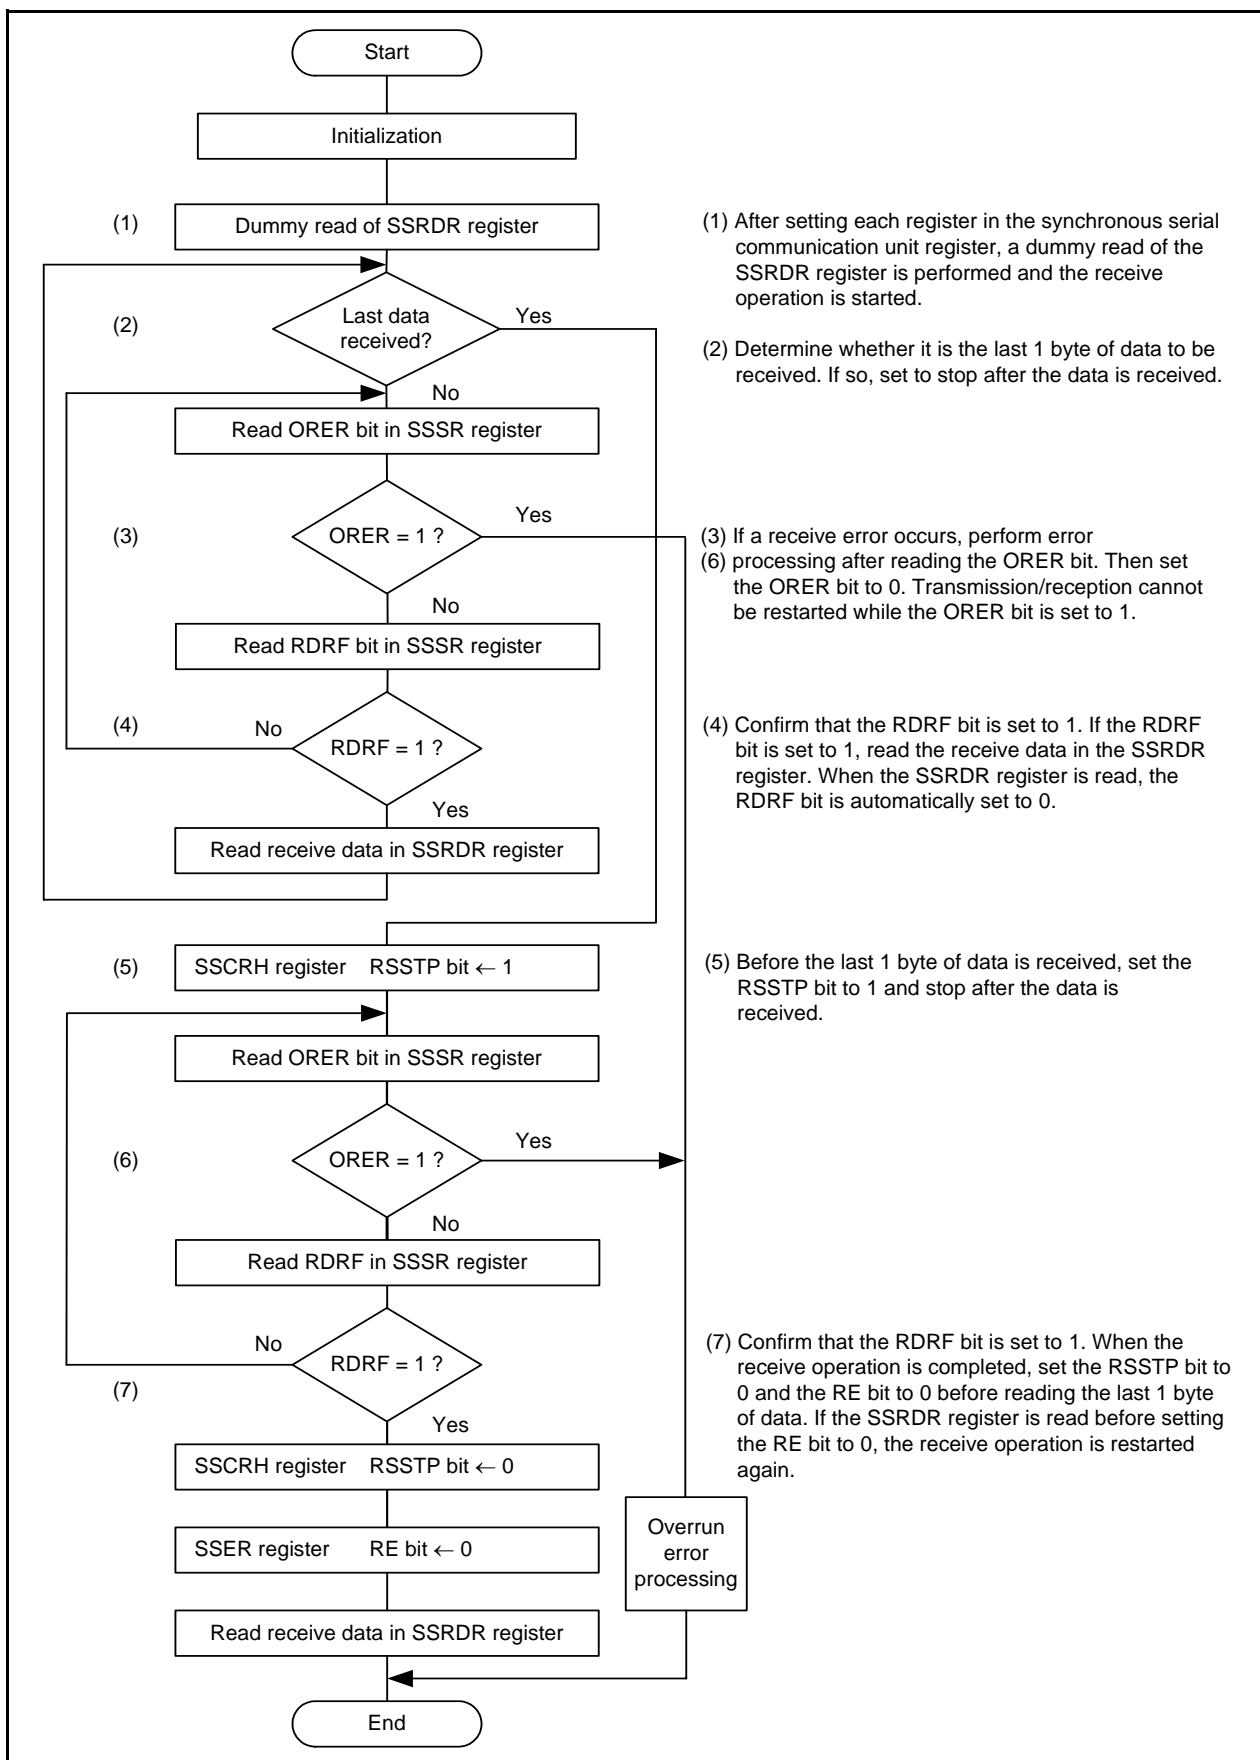 Start
Initialization
(1)
Dummy read of SSRDR register
(2)
Last data
received?
Yes
No
Read ORER bit in SSSR register
(3)
ORER = 1 ?
Yes
No
Read RDRF bit in SSSR register
(4)
No
RDRF = 1 ?
Yes
Read receive data in SSRDR register
(5)
SSCRH register RSSTP bit ← 1
Read ORER bit in SSSR register
(6)
ORER = 1 ?
Yes
No
Read RDRF in SSSR register
No
RDRF = 1 ?
(7)
Yes
SSCRH register RSSTP bit ← 0
SSER register RE bit ← 0
Read receive data in SSRDR register
End
Overrun
error
processing
(1) After setting each register in the synchronous serial
communication unit register, a dummy read of the
SSRDR register is performed and the receive
operation is started.
(2) Determine whether it is the last 1 byte of data to be
received. If so, set to stop after the data is received.
(3) If a receive error occurs, perform error
(6) processing after reading the ORER bit. Then set
the ORER bit to 0. Transmission/reception cannot
be restarted while the ORER bit is set to 1.
(4) Confirm that the RDRF bit is set to 1. If the RDRF
bit is set to 1, read the receive data in the SSRDR
register. When the SSRDR register is read, the
RDRF bit is automatically set to 0.
(5) Before the last 1 byte of data is received, set the
RSSTP bit to 1 and stop after the data is
received.
(7) Confirm that the RDRF bit is set to 1. When the
receive operation is completed, set the RSSTP bit to
0 and the RE bit to 0 before reading the last 1 byte
of data. If the SSRDR register is read before setting
the RE bit to 0, the receive operation is restarted
again.